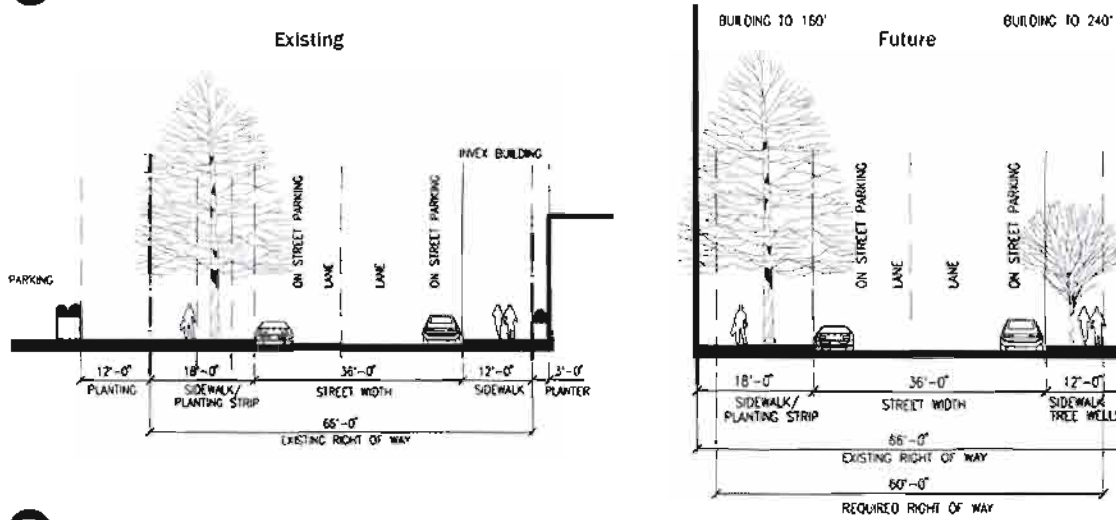 Existing
INVEX BUILDING
ON STREET PARKING
LANE
LANE
ON STREET PARKING
PARKING
12'-0"
PLANTING
18'-0"
SIDEWALK/
PLANTING STRIP
36'-0"
STREET WIDTH
12'-0"
SIDEWALK
3'-0"
PLANTER
66'-0"
EXISTING RIGHT OF WAY
BUILDING TO 160'
BUILDING TO 240'
Future
ON STREET PARKING
LANE
LANE
ON STREET PARKING
18'-0"
SIDEWALK/
PLANTING STRIP
36'-0"
STREET WIDTH
12'-0"
SIDEWALK
TREE WELLS
66'-0"
EXISTING RIGHT OF WAY
60'-0"
REQUIRED RIGHT OF WAY